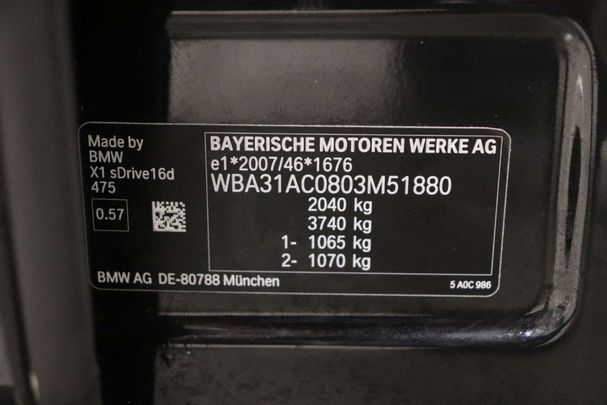 Made by
BMW
X1 sDrive16d
475
0.57
BAYERISCHE MOTOREN WERKE AG
e1*2007/46*1676
WBA31AC0803M51880
2040 kg
3740 kg
1- 1065 kg
2- 1070 kg
BMW AG DE-80788 München
5 A0C 986